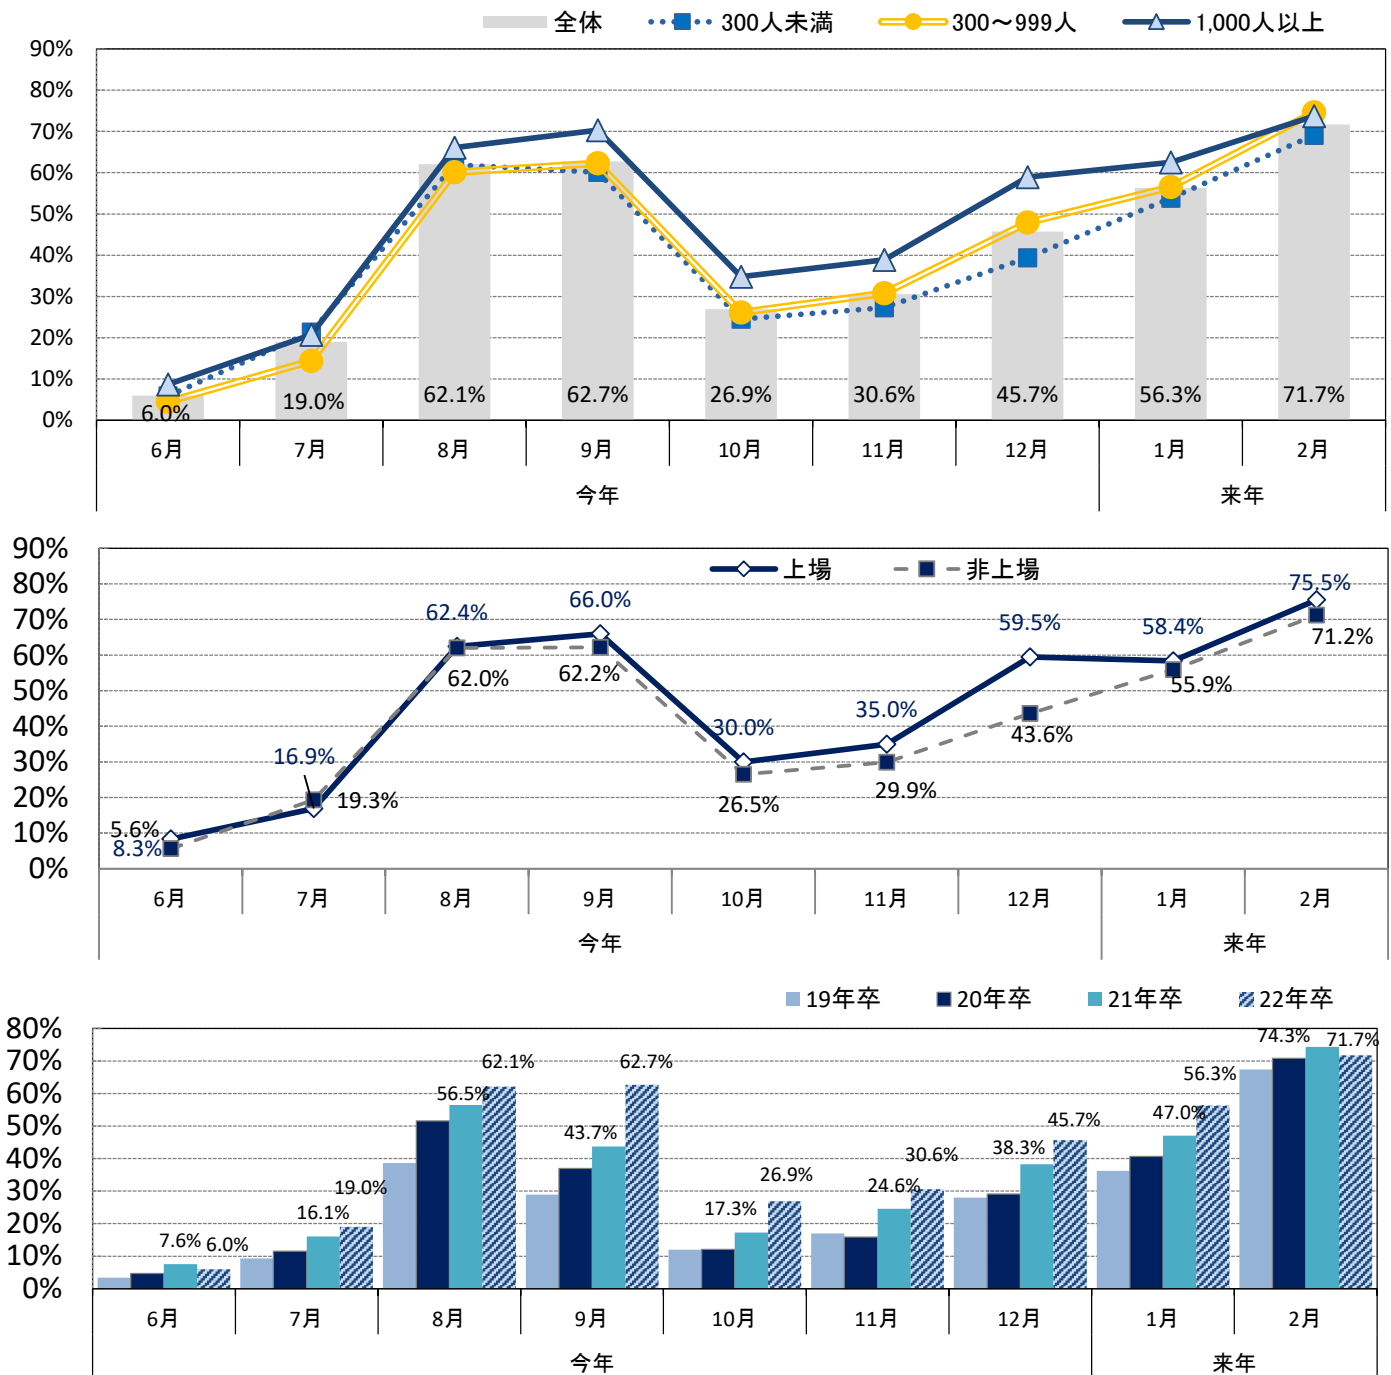 全体 300人未満 300～999人 1,000人以上
90%
80%
70%
60%
50%
40%
30%
20%
10%
0%
6.0% 19.0% 62.1% 62.7% 26.9% 30.6% 45.7% 56.3% 71.7%
6月 7月 8月 9月 10月 11月 12月 1月 2月
今年 来年
上場 非上場
90%
80%
70%
60%
50%
40%
30%
20%
10%
0%
8.3% 16.9% 62.4% 66.0% 30.0% 35.0% 59.5% 58.4% 75.5%
5.6% 19.3% 62.0% 62.2% 26.5% 29.9% 43.6% 55.9% 71.2%
6月 7月 8月 9月 10月 11月 12月 1月 2月
今年 来年
19年卒 20年卒 21年卒 22年卒
80%
70%
60%
50%
40%
30%
20%
10%
0%
7.6% 16.1% 56.5% 43.7% 17.3% 24.6% 38.3% 47.0% 74.3%
6.0% 19.0% 62.1% 62.7% 26.9% 30.6% 45.7% 56.3% 71.7%
6月 7月 8月 9月 10月 11月 12月 1月 2月
今年 来年